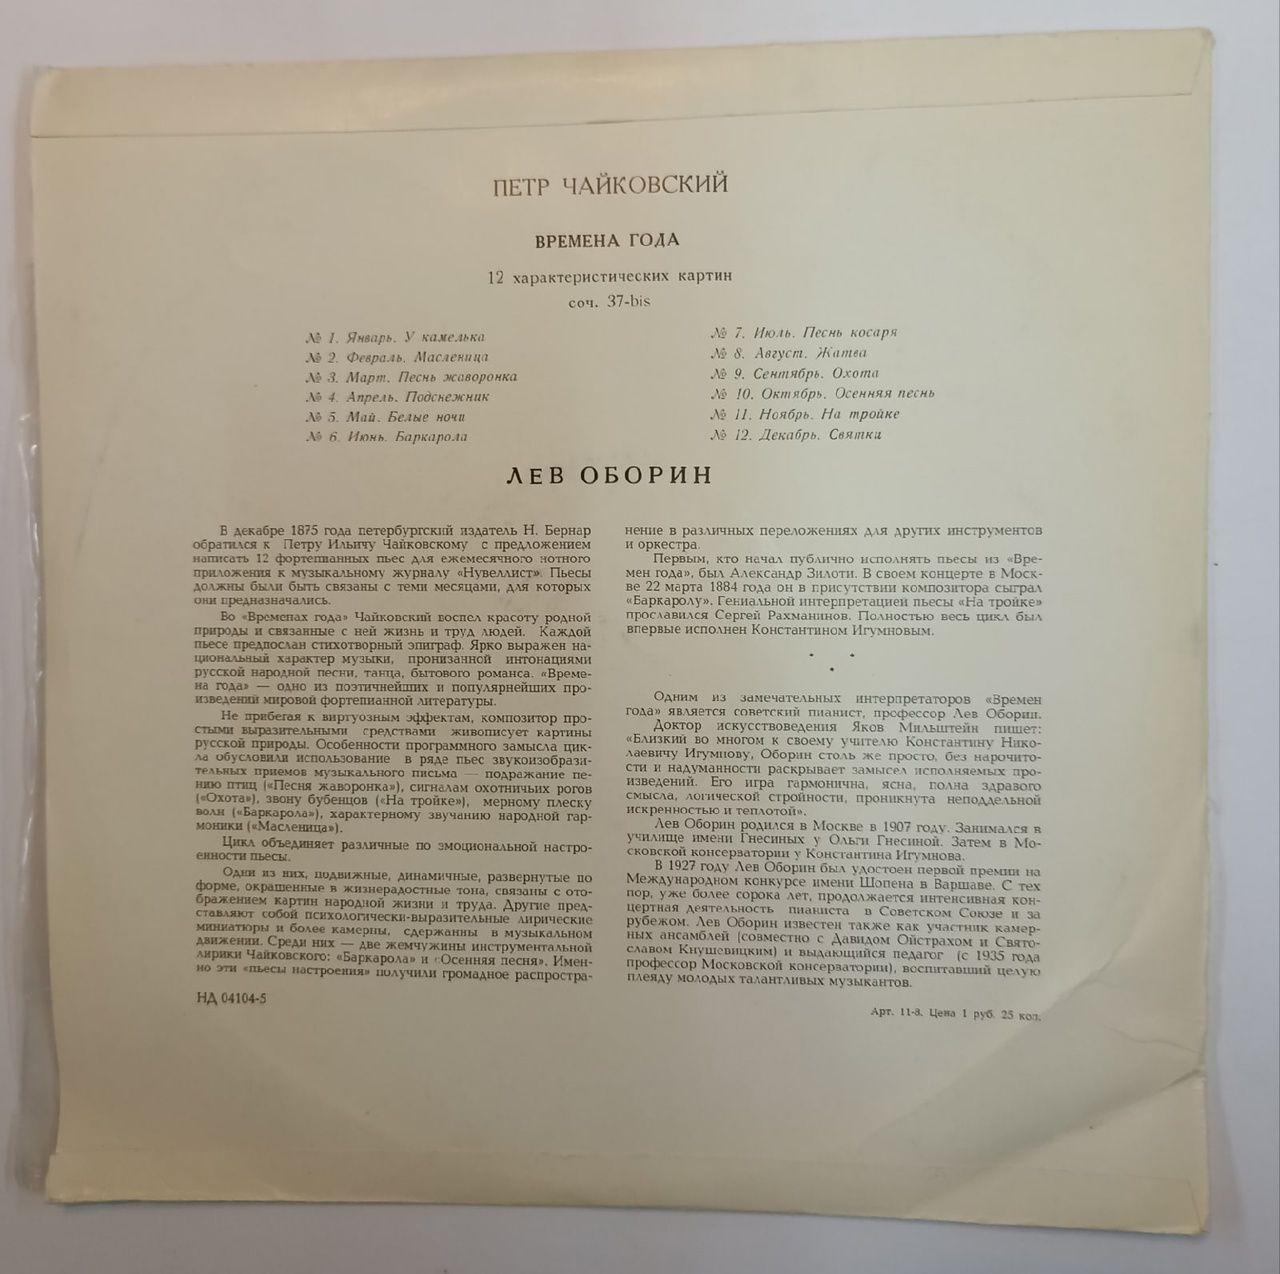 ПЕТР ЧАЙКОВСКИЙ
ВРЕМЕНА ГОДА
12 характеристических картин
соч. 37-bis
№ 1. Январь. У камелька
№ 2. Февраль. Масленица
№ 3. Март. Песнь жаворонка
№ 4. Апрель. Подснежник
№ 5. Май. Белые ночи
№ 6. Июнь. Баркарола
№ 7. Июль. Песнь косаря
№ 8. Август. Жатва
№ 9. Сентябрь. Охота
№ 10. Октябрь. Осенняя песнь
№ 11. Ноябрь. На тройке
№ 12. Декабрь. Святки
ЛЕВ ОБОРИН
В декабре 1875 года петербургский издатель Н. Бернар
обратился к Петру Ильичу Чайковскому с предложением
написать 12 фортепианных пьес для ежемесячного нотного
приложения к музыкальному журналу «Нувеллист». Пьесы
должны были быть связаны с теми месяцами, для которых
они предназначались.
Во «Временах года» Чайковский воспел красоту родной
природы и связанные с ней жизнь и труд людей. Каждой
пьесе предпослан стихотворный эпиграф. Ярко выражен на-
циональный характер музыки, пронизанной интонациями
русской народной песни, танца, бытового романса. «Време-
на года» — одно из поэтичнейших и популярнейших про-
изведений мировой фортепианной литературы.
Не прибегая к виртуозным эффектам, композитор про-
стыми выразительными средствами живописует картины
русской природы. Особенности программного замысла цик-
ла обусловили использование в ряде пьес звукоизобрази-
тельных приемов музыкального письма — подражание пе-
нию птиц («Песня жаворонка»), сигналам охотничьих рогов
(«Охота»), звону бубенцов («На тройке»), мерному плеску
волн («Баркарола»), характерному звучанию народной гар-
моники («Масленица»).
Цикл объединяет различные по эмоциональной настро-
енности пьесы.
Одни из них, подвижные, динамичные, развернутые по
форме, окрашенные в жизнерадостные тона, связаны с ото-
бражением картин народной жизни и труда. Другие пред-
ставляют собой психологически-выразительные лирические
миниатюры и более камерны, сдержанны в музыкальном
движении. Среди них — две жемчужины инструментальной
лирики Чайковского: «Баркарола» и «Осенняя песня». Имен-
но эти «пьесы настроения» получили громадное распростра-
НД 04104-5
нение в различных переложениях для других инструментов
и оркестра.
Первым, кто начал публично исполнять пьесы из «Вре-
мен года», был Александр Зилоти. В своем концерте в Моск-
ве 22 марта 1884 года он в присутствии композитора сыграл
«Баркаролу». Гениальной интерпретацией пьесы «На тройке»
прославился Сергей Рахманинов. Полностью весь цикл был
впервые исполнен Константином Игумновым.
Одним из замечательных интерпретаторов «Времен
года» является советский пианист, профессор Лев Оборин.
Доктор искусствоведения Яков Мильштейн пишет:
«Близкий во многом к своему учителю Константину Нико-
лаевичу Игумнову, Оборин столь же просто, без нарочито-
сти и надуманности раскрывает замысел исполняемых про-
изведений. Его игра гармонична, ясна, полна здравого
смысла, логической стройности, проникнута неподдельной
искренностью и теплотой».
Лев Оборин родился в Москве в 1907 году. Занимался в
училище имени Гнесиных у Ольги Гнесиной. Затем в Мо-
сковской консерватории у Константина Игумнова.
В 1927 году Лев Оборин был удостоен первой премии на
Международном конкурсе имени Шопена в Варшаве. С тех
пор, уже более сорока лет, продолжается интенсивная кон-
цертная деятельность пианиста в Советском Союзе и за
рубежом. Лев Оборин известен также как участник камер-
ных ансамблей (совместно с Давидом Ойстрахом и Свято-
славом Кнушевицким) и выдающийся педагог (с 1935 года
профессор Московской консерватории), воспитавший целую
плеяду молодых талантливых музыкантов.
Арт. 11-8. Цена 1 руб. 25 коп.